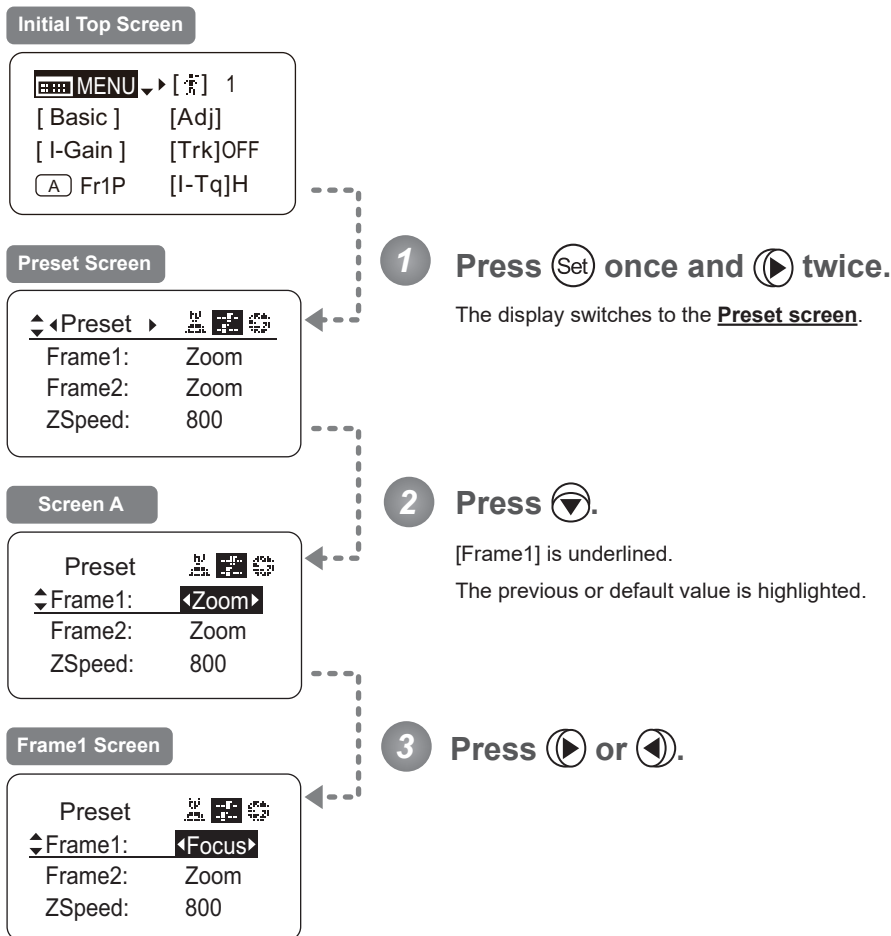 Initial Top Screen
MENU [ ] 1
[ Basic ] [Adj]
[ I-Gain ] [Trk]OFF
A Fr1P [I-Tq]H
1 Press Set once and twice.
The display switches to the Preset screen.
Preset Screen
Preset
Frame1: Zoom
Frame2: Zoom
ZSpeed: 800
2 Press .
[Frame1] is underlined.
The previous or default value is highlighted.
Screen A
Preset
Frame1: Zoom
Frame2: Zoom
ZSpeed: 800
3 Press or .
Frame1 Screen
Preset
Frame1: Focus
Frame2: Zoom
ZSpeed: 800